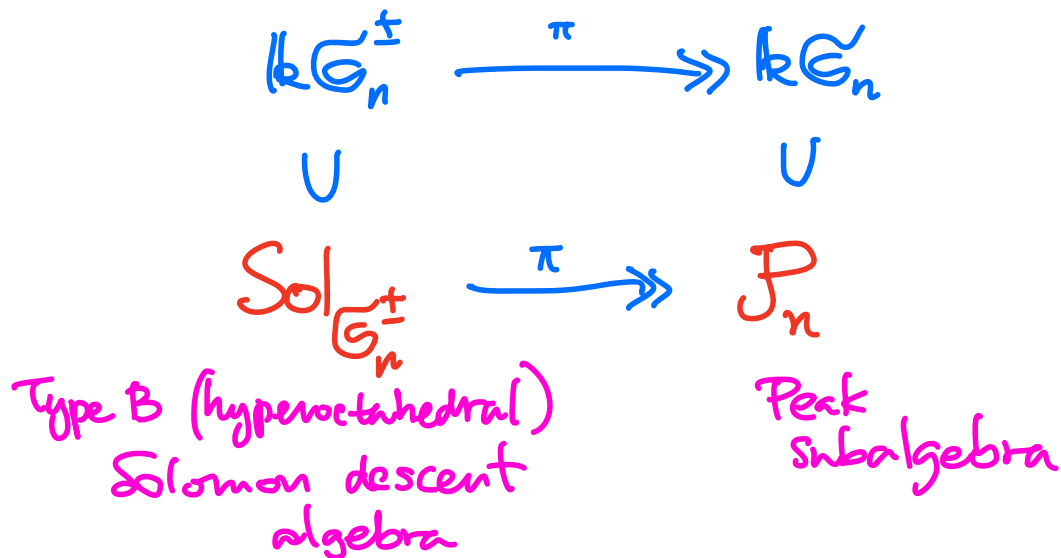 π
𝕜𝔖ₙ^± ↠ 𝕜𝔖ₙ
∪ ∪
π
Sol_{𝔖ₙ^±} ↠ 𝒫ₙ
Type B (hyperoctahedral) Peak
Solomon descent subalgebra
algebra